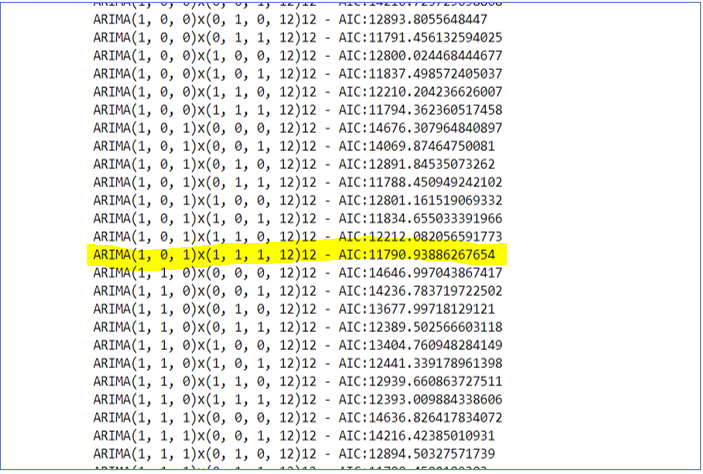 ARIMA(1, 0, 0)x(0, 1, 0, 12)12 - AIC:12893.8055648447
ARIMA(1, 0, 0)x(0, 1, 1, 12)12 - AIC:11791.456132594025
ARIMA(1, 0, 0)x(1, 0, 0, 12)12 - AIC:12800.024468444677
ARIMA(1, 0, 0)x(1, 0, 1, 12)12 - AIC:11837.498572405037
ARIMA(1, 0, 0)x(1, 1, 0, 12)12 - AIC:12210.204236626007
ARIMA(1, 0, 0)x(1, 1, 1, 12)12 - AIC:11794.362360517458
ARIMA(1, 0, 1)x(0, 0, 0, 12)12 - AIC:14676.307964840897
ARIMA(1, 0, 1)x(0, 0, 1, 12)12 - AIC:14069.87464750081
ARIMA(1, 0, 1)x(0, 1, 0, 12)12 - AIC:12891.84535073262
ARIMA(1, 0, 1)x(0, 1, 1, 12)12 - AIC:11788.450949242102
ARIMA(1, 0, 1)x(1, 0, 0, 12)12 - AIC:12801.161519069332
ARIMA(1, 0, 1)x(1, 0, 1, 12)12 - AIC:11834.655033391966
ARIMA(1, 0, 1)x(1, 1, 0, 12)12 - AIC:12212.082056591773
ARIMA(1, 0, 1)x(1, 1, 1, 12)12 - AIC:11790.93886267654
ARIMA(1, 1, 0)x(0, 0, 0, 12)12 - AIC:14646.997043867417
ARIMA(1, 1, 0)x(0, 0, 1, 12)12 - AIC:14236.783719722502
ARIMA(1, 1, 0)x(0, 1, 0, 12)12 - AIC:13677.99718129121
ARIMA(1, 1, 0)x(0, 1, 1, 12)12 - AIC:12389.502566603118
ARIMA(1, 1, 0)x(1, 0, 0, 12)12 - AIC:13404.760948284149
ARIMA(1, 1, 0)x(1, 0, 1, 12)12 - AIC:12441.339178961398
ARIMA(1, 1, 0)x(1, 1, 0, 12)12 - AIC:12939.660863727511
ARIMA(1, 1, 0)x(1, 1, 1, 12)12 - AIC:12393.009884338606
ARIMA(1, 1, 1)x(0, 0, 0, 12)12 - AIC:14636.826417834072
ARIMA(1, 1, 1)x(0, 0, 1, 12)12 - AIC:14216.42385010931
ARIMA(1, 1, 1)x(0, 1, 0, 12)12 - AIC:12894.50327571739